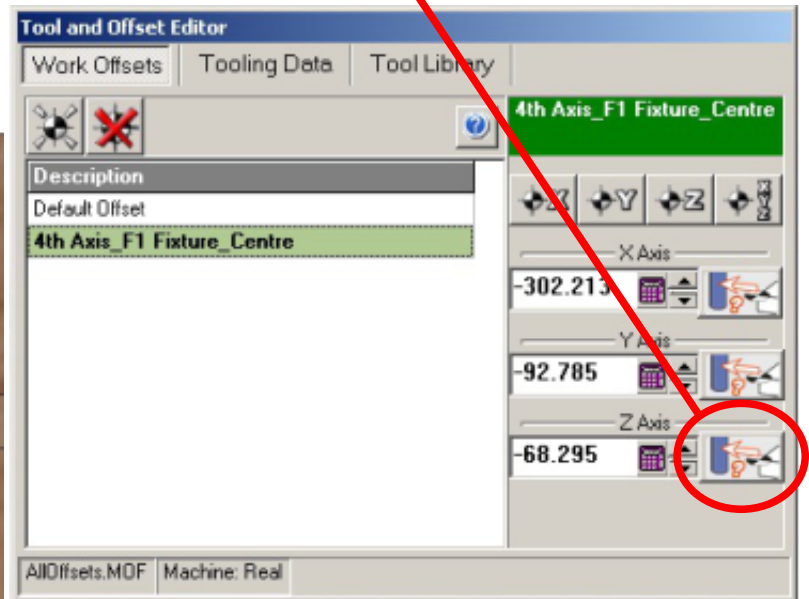 Tool and Offset Editor
Work Offsets Tooling Data Tool Library
4th Axis_F1 Fixture_Centre
Description
Default Offset
4th Axis_F1 Fixture_Centre
X Y Z XYZ
X Axis
-302.213
Y Axis
-92.785
Z Axis
-68.295
AllOffsets.MOF Machine: Real